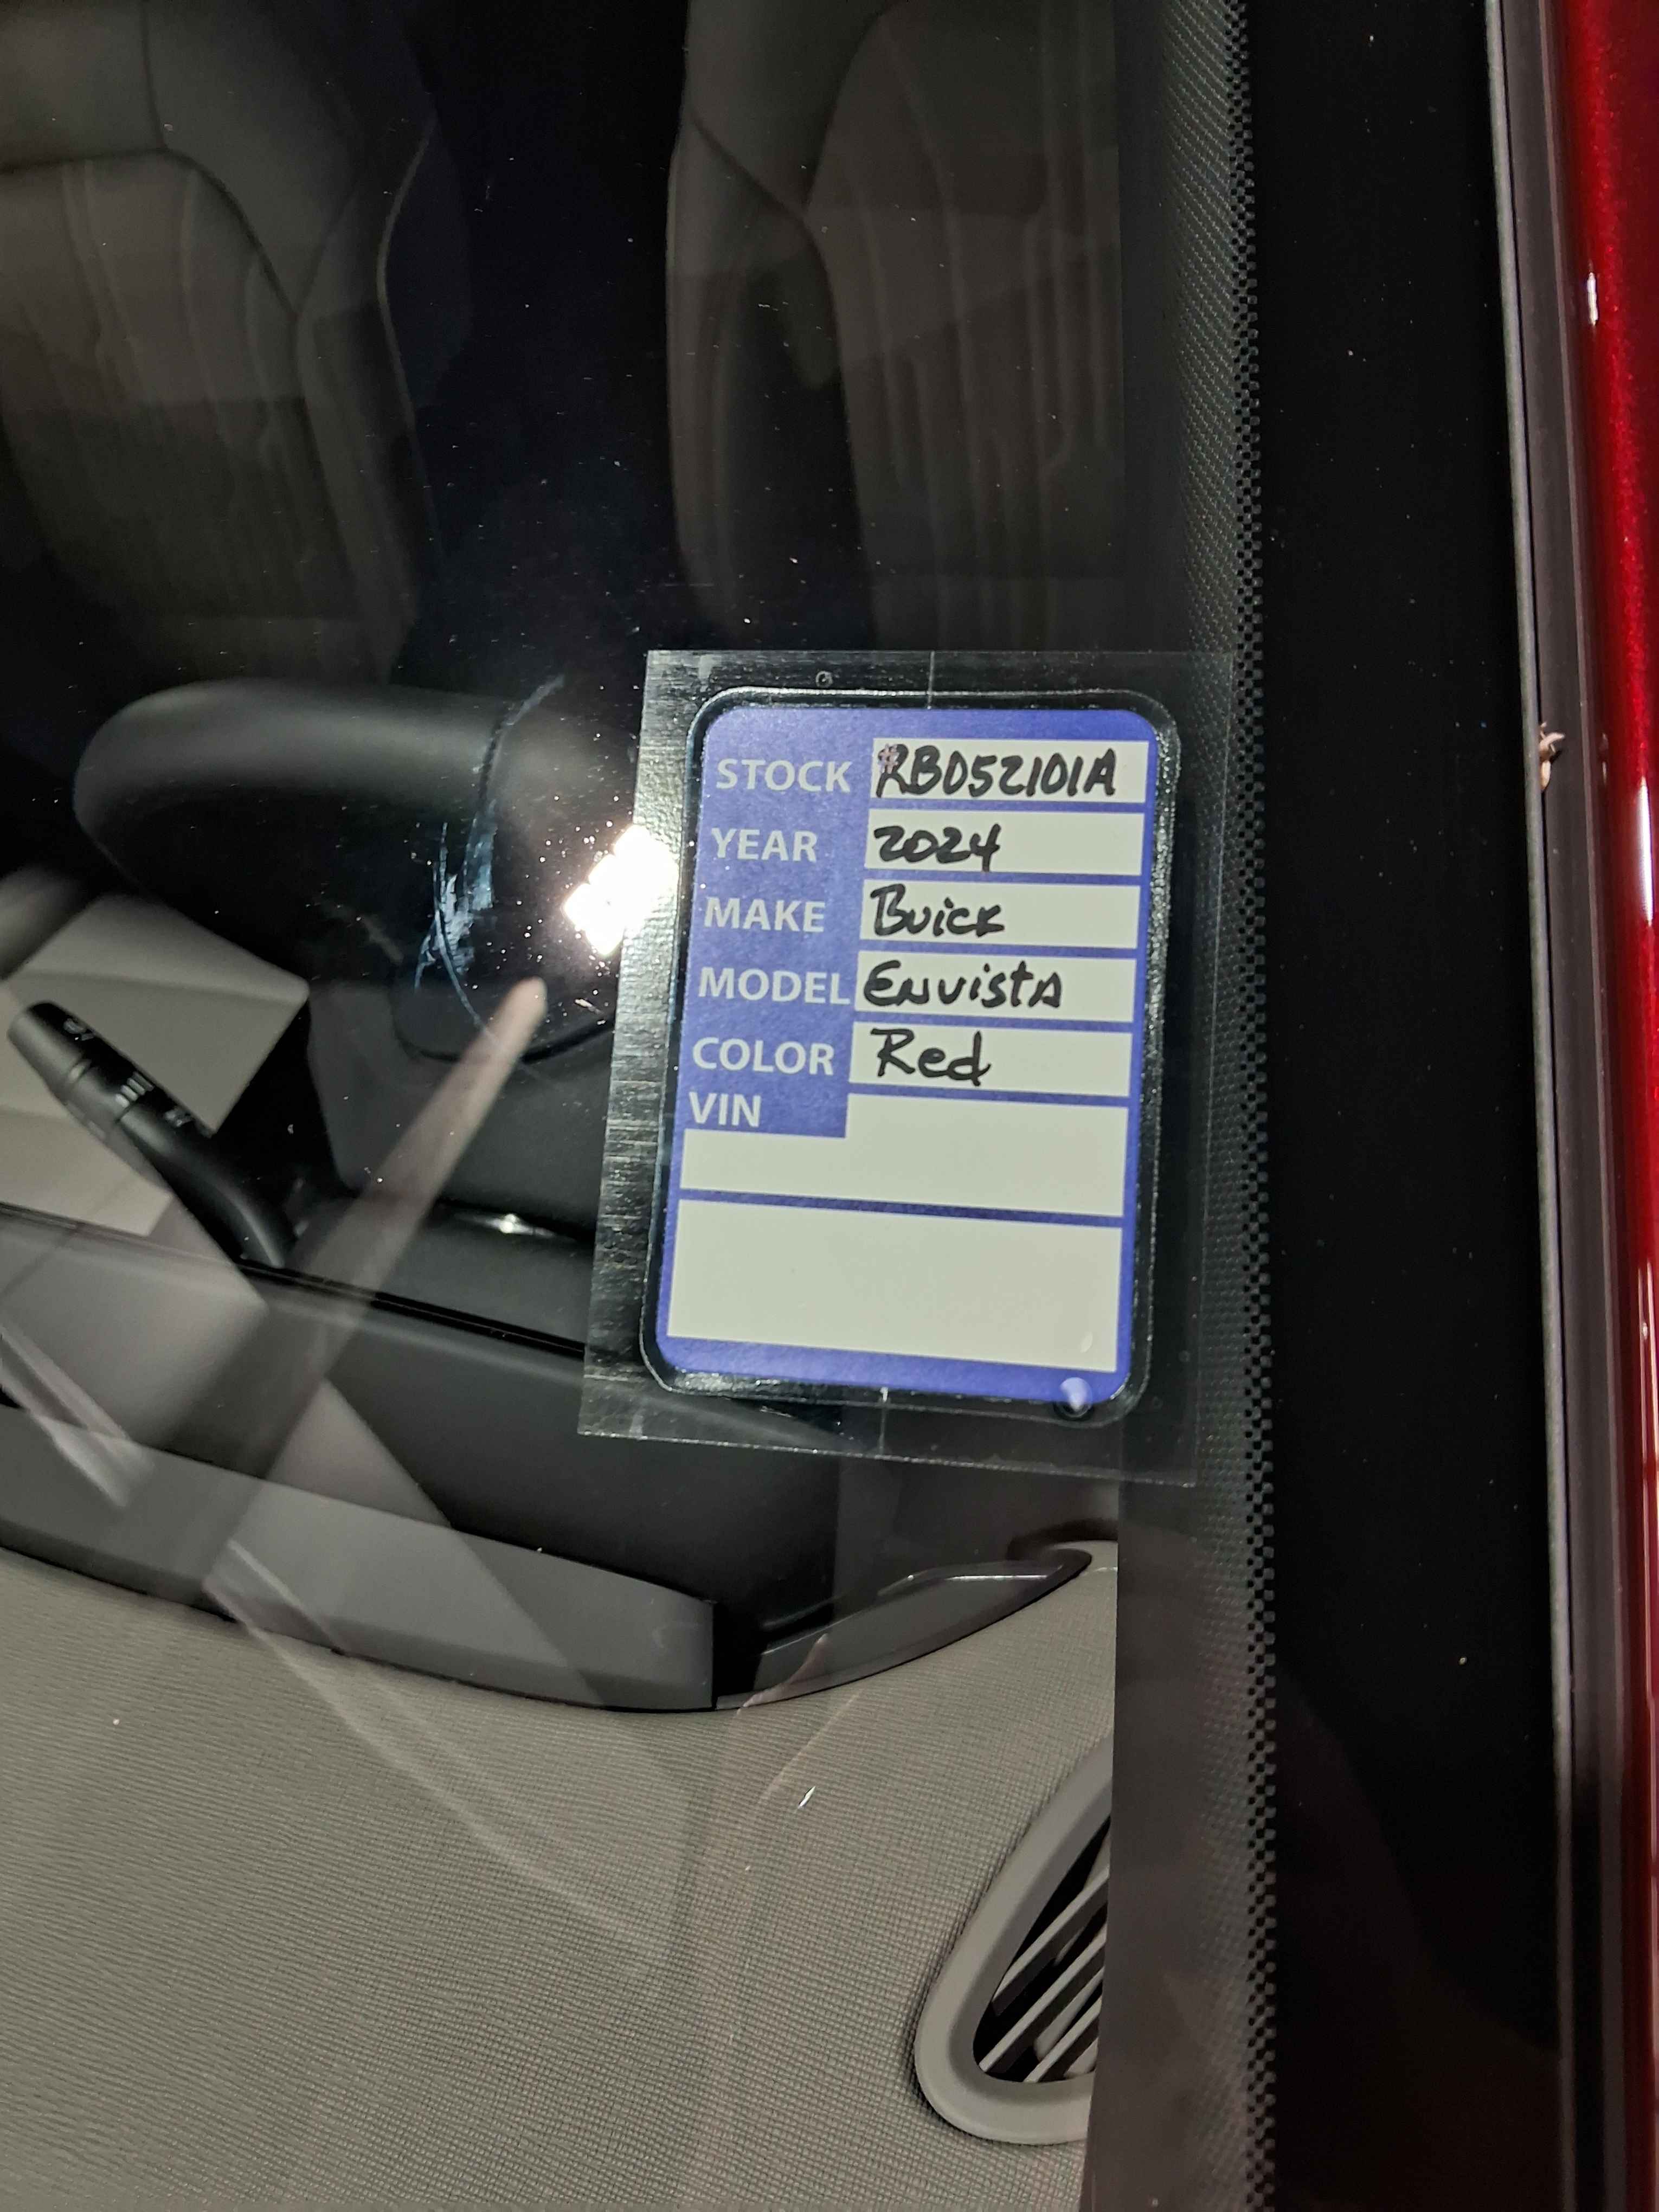 STOCK #RB052101A
YEAR 2024
MAKE Buick
MODEL Envista
COLOR Red
VIN